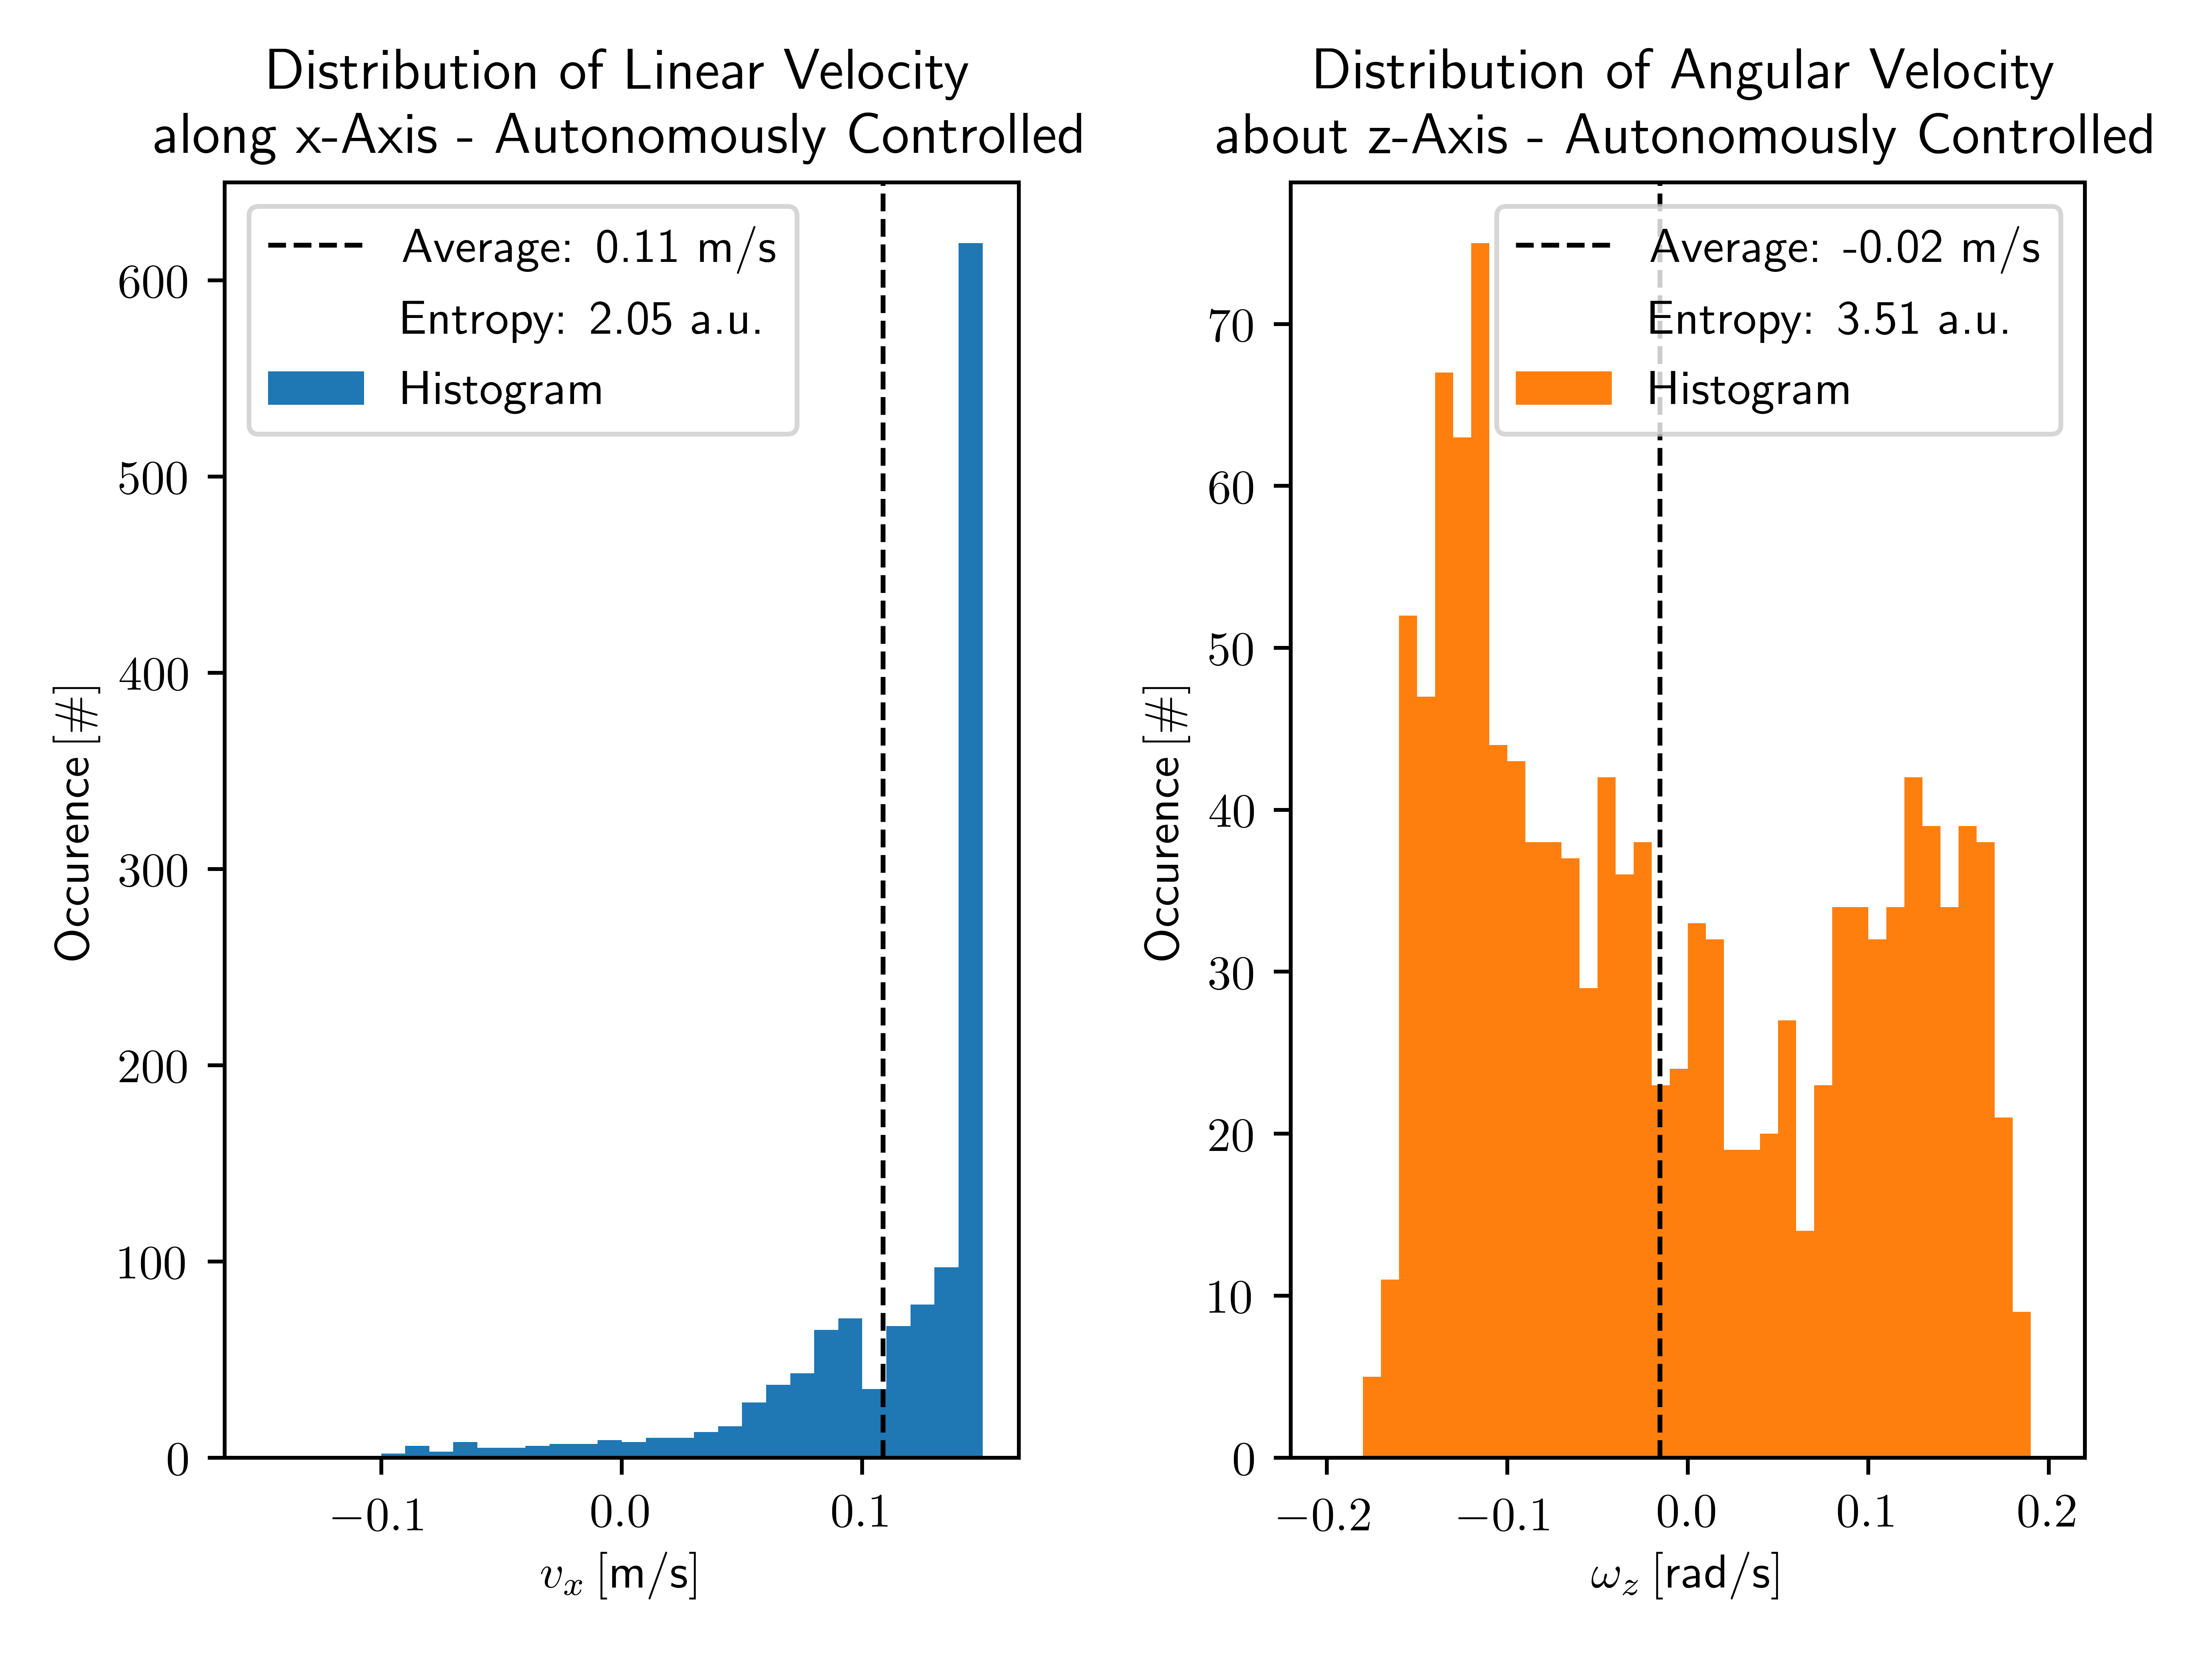 Distribution of Linear Velocity
along x-Axis - Autonomously Controlled
Average: 0.11 m/s
Entropy: 2.05 a.u.
Histogram
Occurence [#]
600
500
400
300
200
100
0
−0.1
0.0
0.1
vₓ [m/s]
Distribution of Angular Velocity
about z-Axis - Autonomously Controlled
Average: -0.02 m/s
Entropy: 3.51 a.u.
Histogram
Occurence [#]
70
60
50
40
30
20
10
0
−0.2
−0.1
0.0
0.1
0.2
ω_z [rad/s]